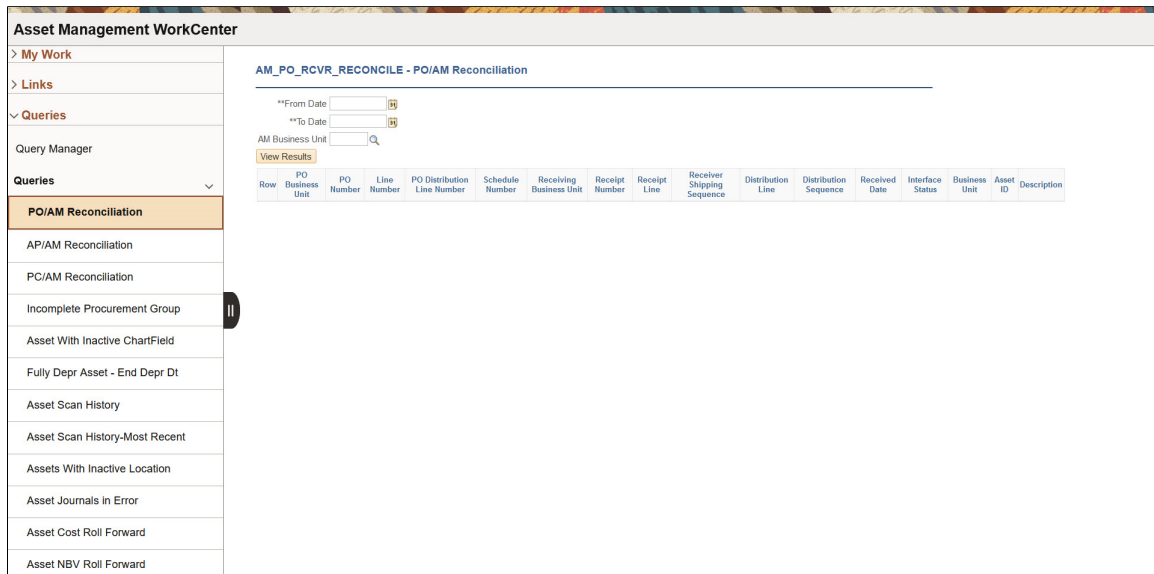 Asset Management WorkCenter
My Work
Links
Queries
Query Manager
Queries
PO/AM Reconciliation
AP/AM Reconciliation
PC/AM Reconciliation
Incomplete Procurement Group
Asset With Inactive ChartField
Fully Depr Asset - End Depr Dt
Asset Scan History
Asset Scan History-Most Recent
Assets With Inactive Location
Asset Journals in Error
Asset Cost Roll Forward
Asset NBV Roll Forward
AM_PO_RCVR_RECONCILE - PO/AM Reconciliation
**From Date
**To Date
AM Business Unit
View Results
Row PO Business Unit PO Number Line Number PO Distribution Line Number Schedule Number Receiving Business Unit Receipt Number Receipt Line Receiver Shipping Sequence Distribution Line Distribution Sequence Received Date Interface Status Business Unit Asset ID Description